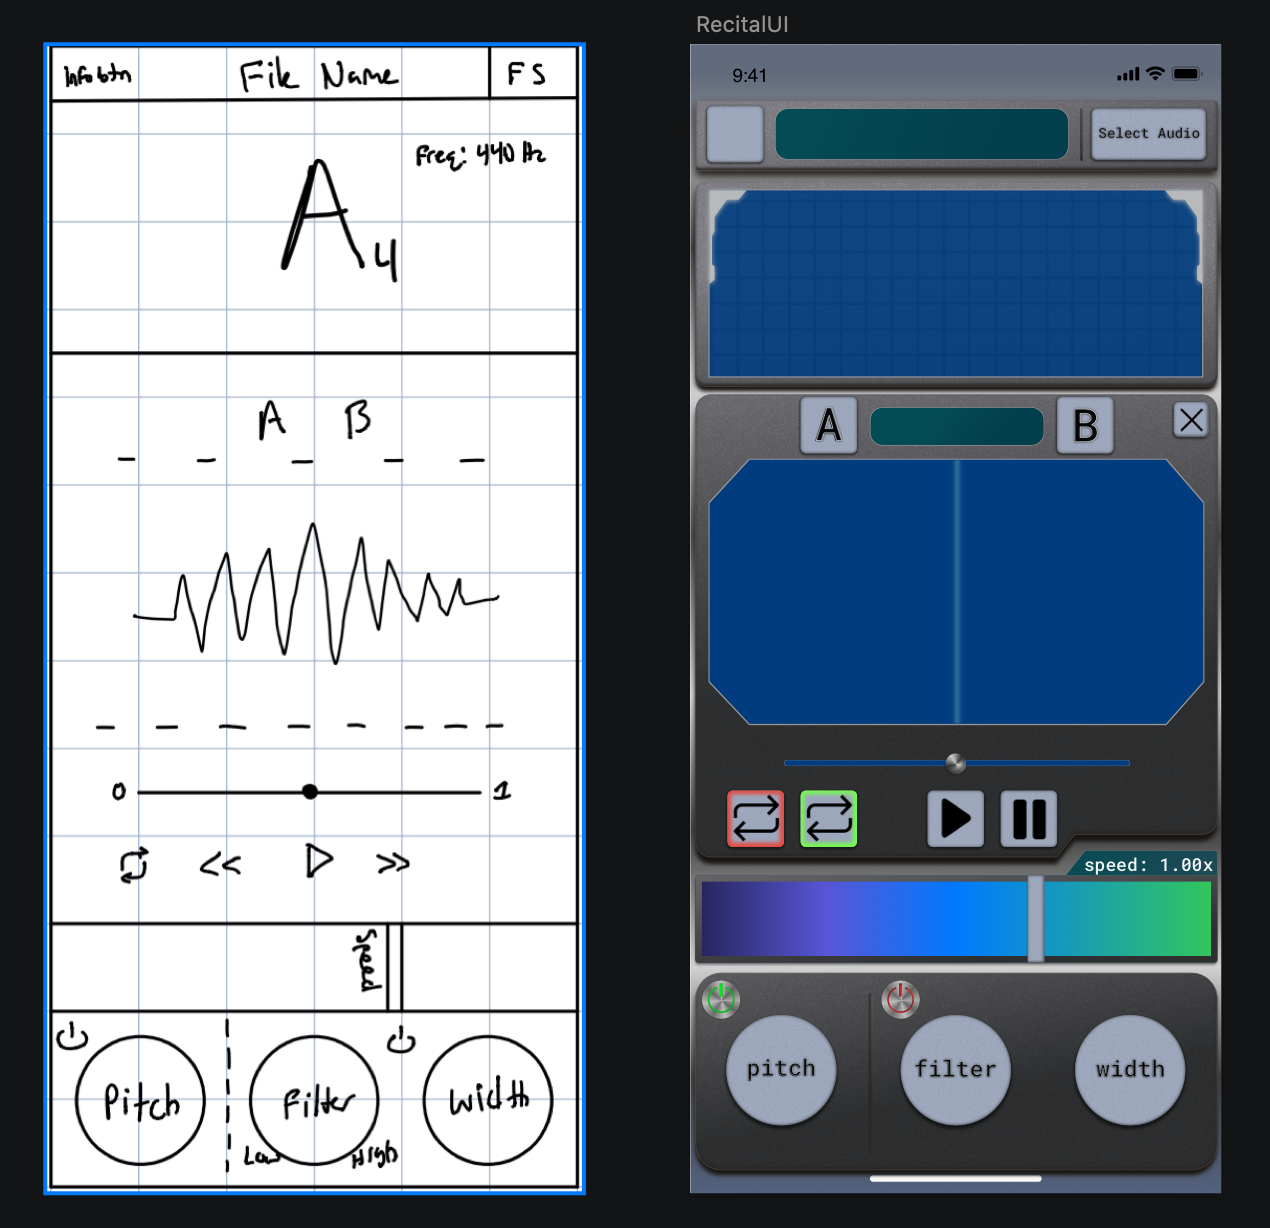 Info btn
File Name
FS
Freq: 440 Hz
A4
A B
0 1
<< >>
Speed
Pitch
Filter
Width
Low High
RecitalUI
9:41
Select Audio
A
B
speed: 1.00x
pitch
filter
width